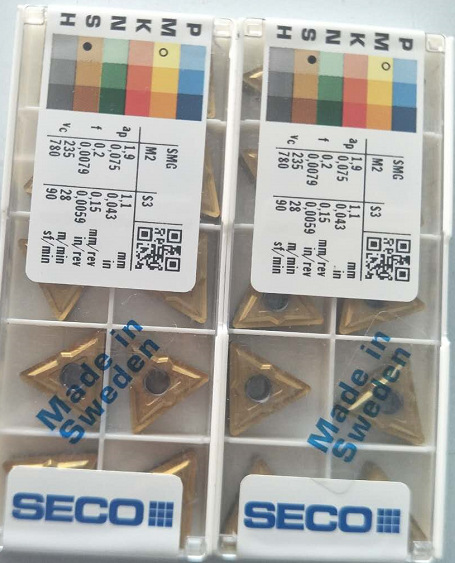 P
M
K
N
S
H
SMG
M2 S3
ap 1,9 1,1 mm
0,075 0,043 in
f 0,2 0,15 mm/rev
0,0079 0,0059 in/rev
vc 235 28 m/min
780 90 sf/min
Made in
Sweden
SECO
P
M
K
N
S
H
SMG
M2 S3
ap 1,9 1,1 mm
0,075 0,043 in
f 0,2 0,15 mm/rev
0,0079 0,0059 in/rev
vc 235 28 m/min
780 90 sf/min
Made in
Sweden
SECO